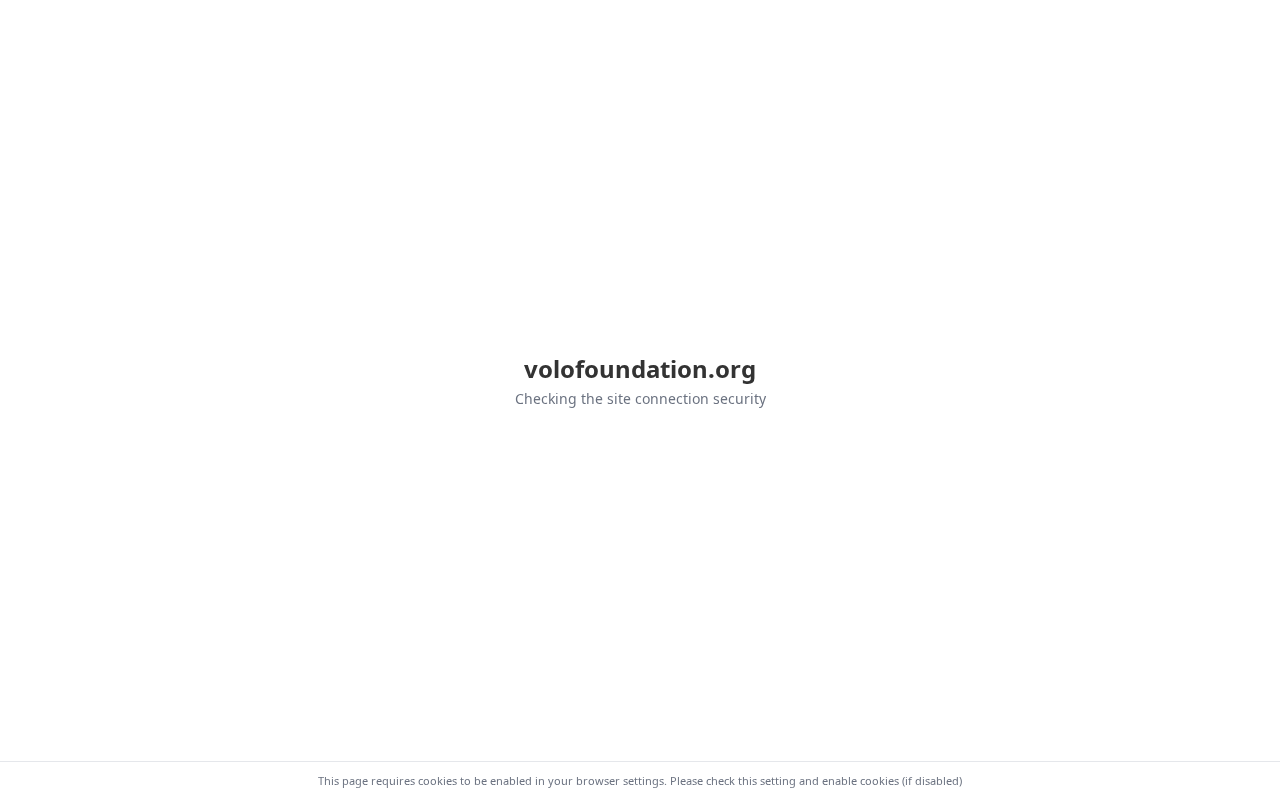 volofoundation.org
Checking the site connection security
This page requires cookies to be enabled in your browser settings. Please check this setting and enable cookies (if disabled)